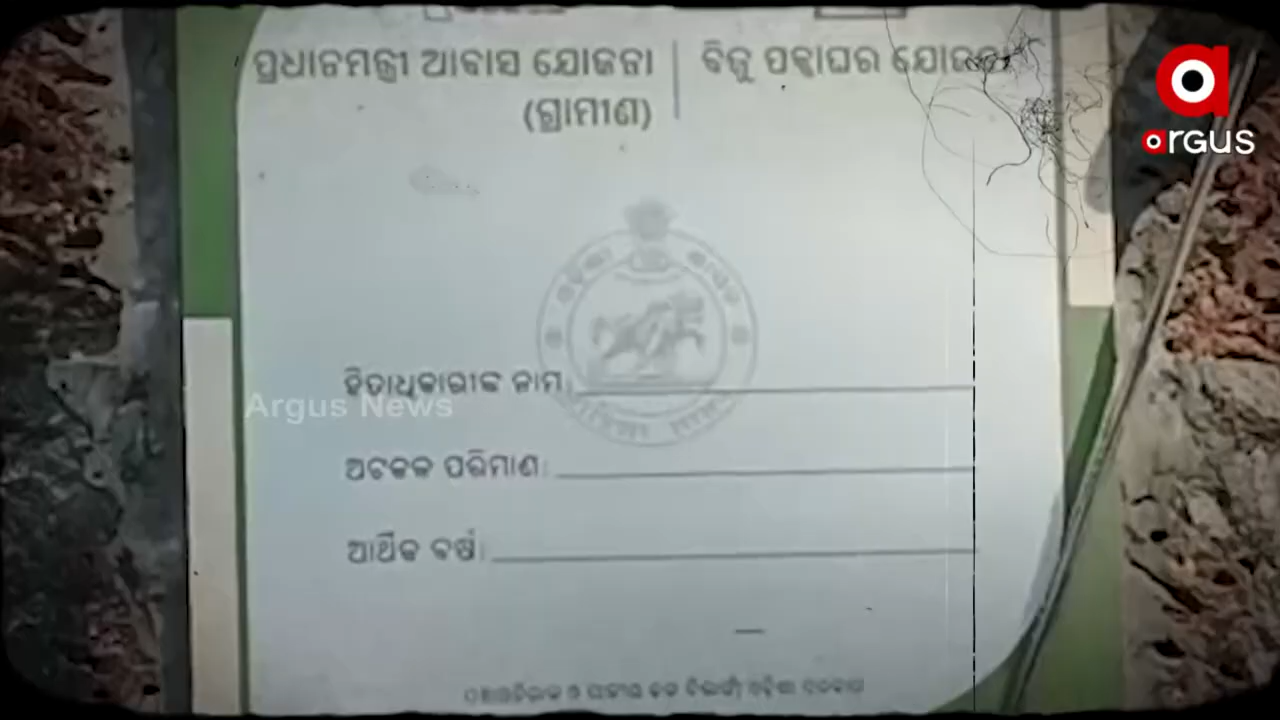 ପ୍ରଧାନମନ୍ତ୍ରୀ ଆବାସ ଯୋଜନା
(ଗ୍ରାମୀଣ)
ବିଜୁ ପକ୍କାଘର ଯୋଜନା
argus
ହିତାଧିକାରୀଙ୍କ ନାମ:
Argus News
ଅଟକଳ ପରିମାଣ:
ଆର୍ଥିକ ବର୍ଷ: